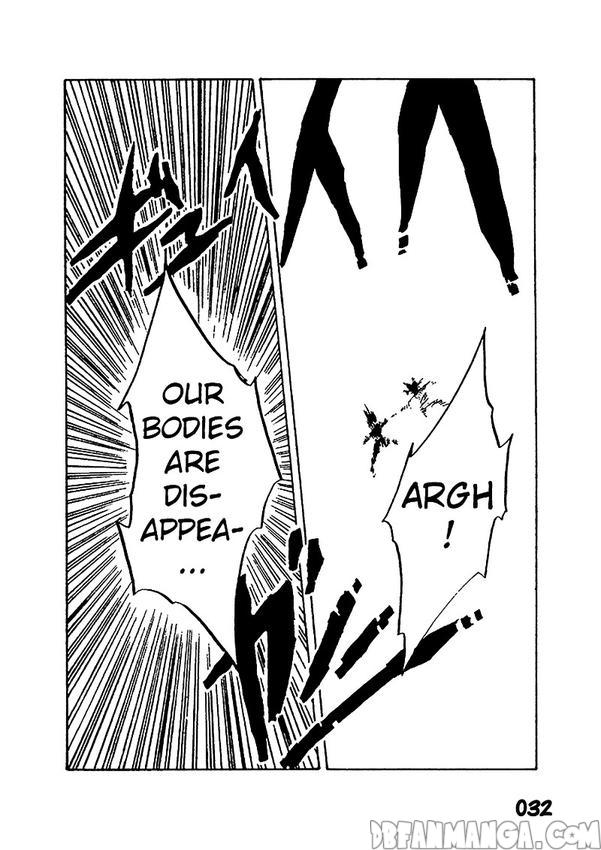 ARGH
!
OUR
BODIES
ARE
DIS-
APPEA-
...
032
DBFANMANGA.COM